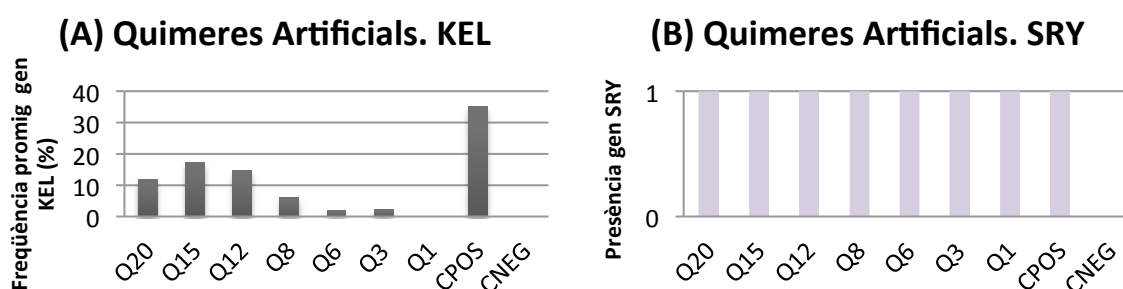 (A) Quimeres Artificials. KEL
Freqüència promig gen
KEL (%)
40
30
20
10
0
Q20
Q15
Q12
Q8
Q6
Q3
Q1
CPOS
CNEG
(B) Quimeres Artificials. SRY
Presència gen SRY
1
0
Q20
Q15
Q12
Q8
Q6
Q3
Q1
CPOS
CNEG